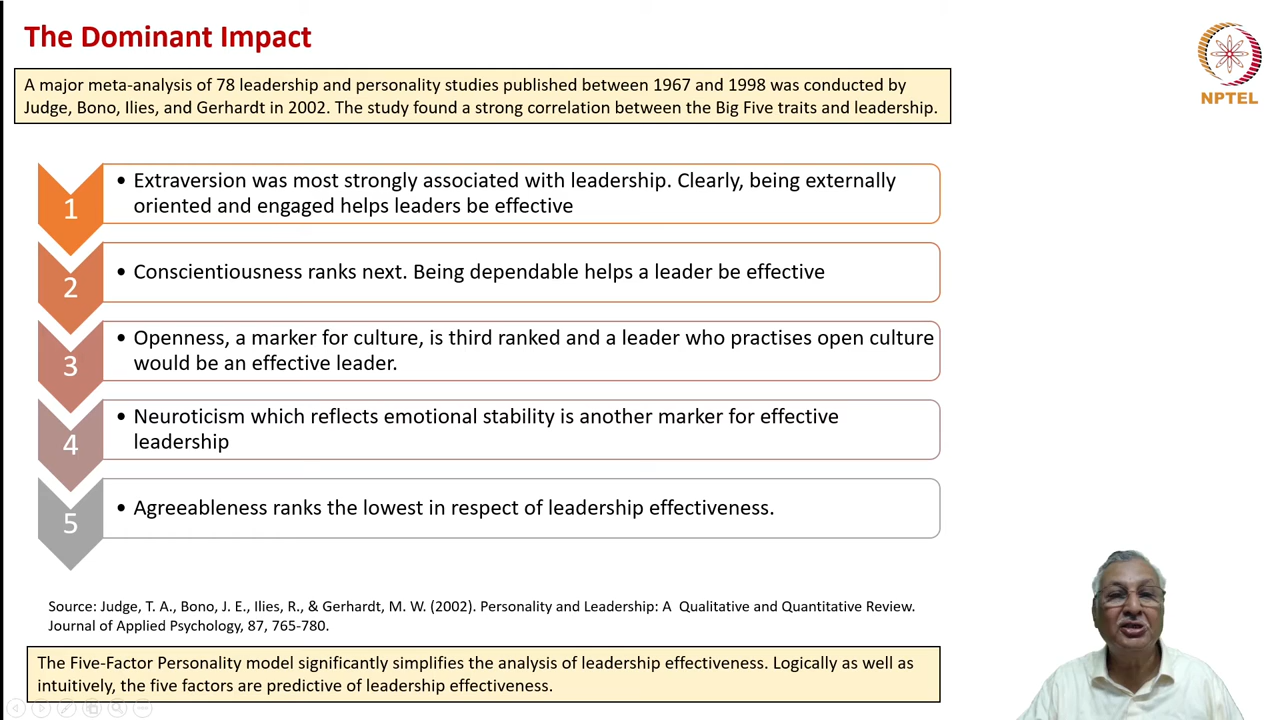 The Dominant Impact
A major meta-analysis of 78 leadership and personality studies published between 1967 and 1998 was conducted by
Judge, Bono, Ilies, and Gerhardt in 2002. The study found a strong correlation between the Big Five traits and leadership.
NPTEL
1
• Extraversion was most strongly associated with leadership. Clearly, being externally
oriented and engaged helps leaders be effective
2
• Conscientiousness ranks next. Being dependable helps a leader be effective
3
• Openness, a marker for culture, is third ranked and a leader who practises open culture
would be an effective leader.
4
• Neuroticism which reflects emotional stability is another marker for effective
leadership
5
• Agreeableness ranks the lowest in respect of leadership effectiveness.
Source: Judge, T. A., Bono, J. E., Ilies, R., & Gerhardt, M. W. (2002). Personality and Leadership: A Qualitative and Quantitative Review.
Journal of Applied Psychology, 87, 765-780.
The Five-Factor Personality model significantly simplifies the analysis of leadership effectiveness. Logically as well as
intuitively, the five factors are predictive of leadership effectiveness.